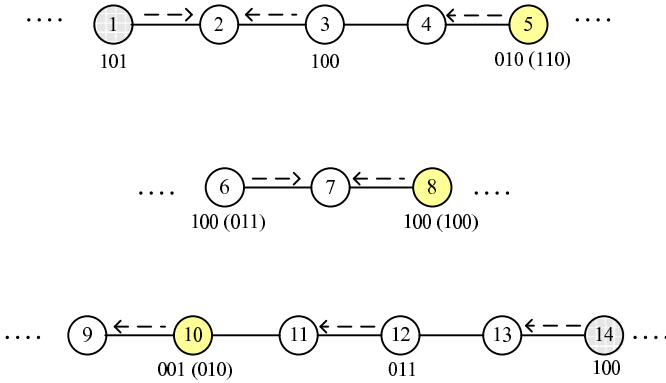 .... 1 2 3 4 5 ....
101 100 010 (110)
.... 6 7 8 ....
100 (011) 100 (100)
.... 9 10 11 12 13 14 ....
001 (010) 011 100